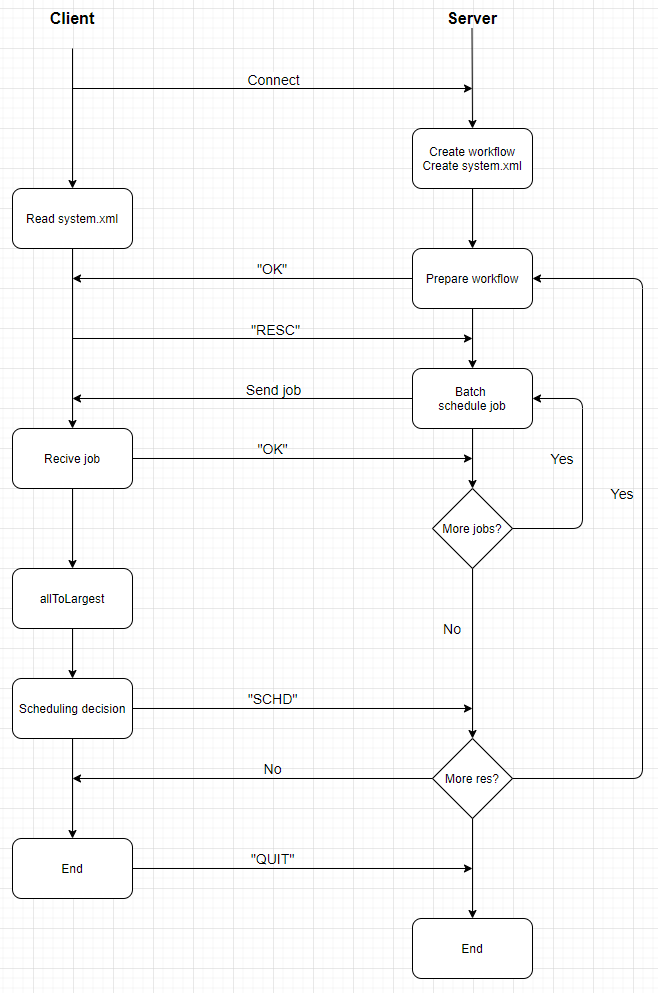 Client
Server
Connect
Create workflow
Create system.xml
Read system.xml
"OK"
Prepare workflow
"RESC"
Send job
Batch
schedule job
Recive job
"OK"
Yes
Yes
More jobs?
allToLargest
No
Scheduling decision
"SCHD"
No
More res?
End
"QUIT"
End